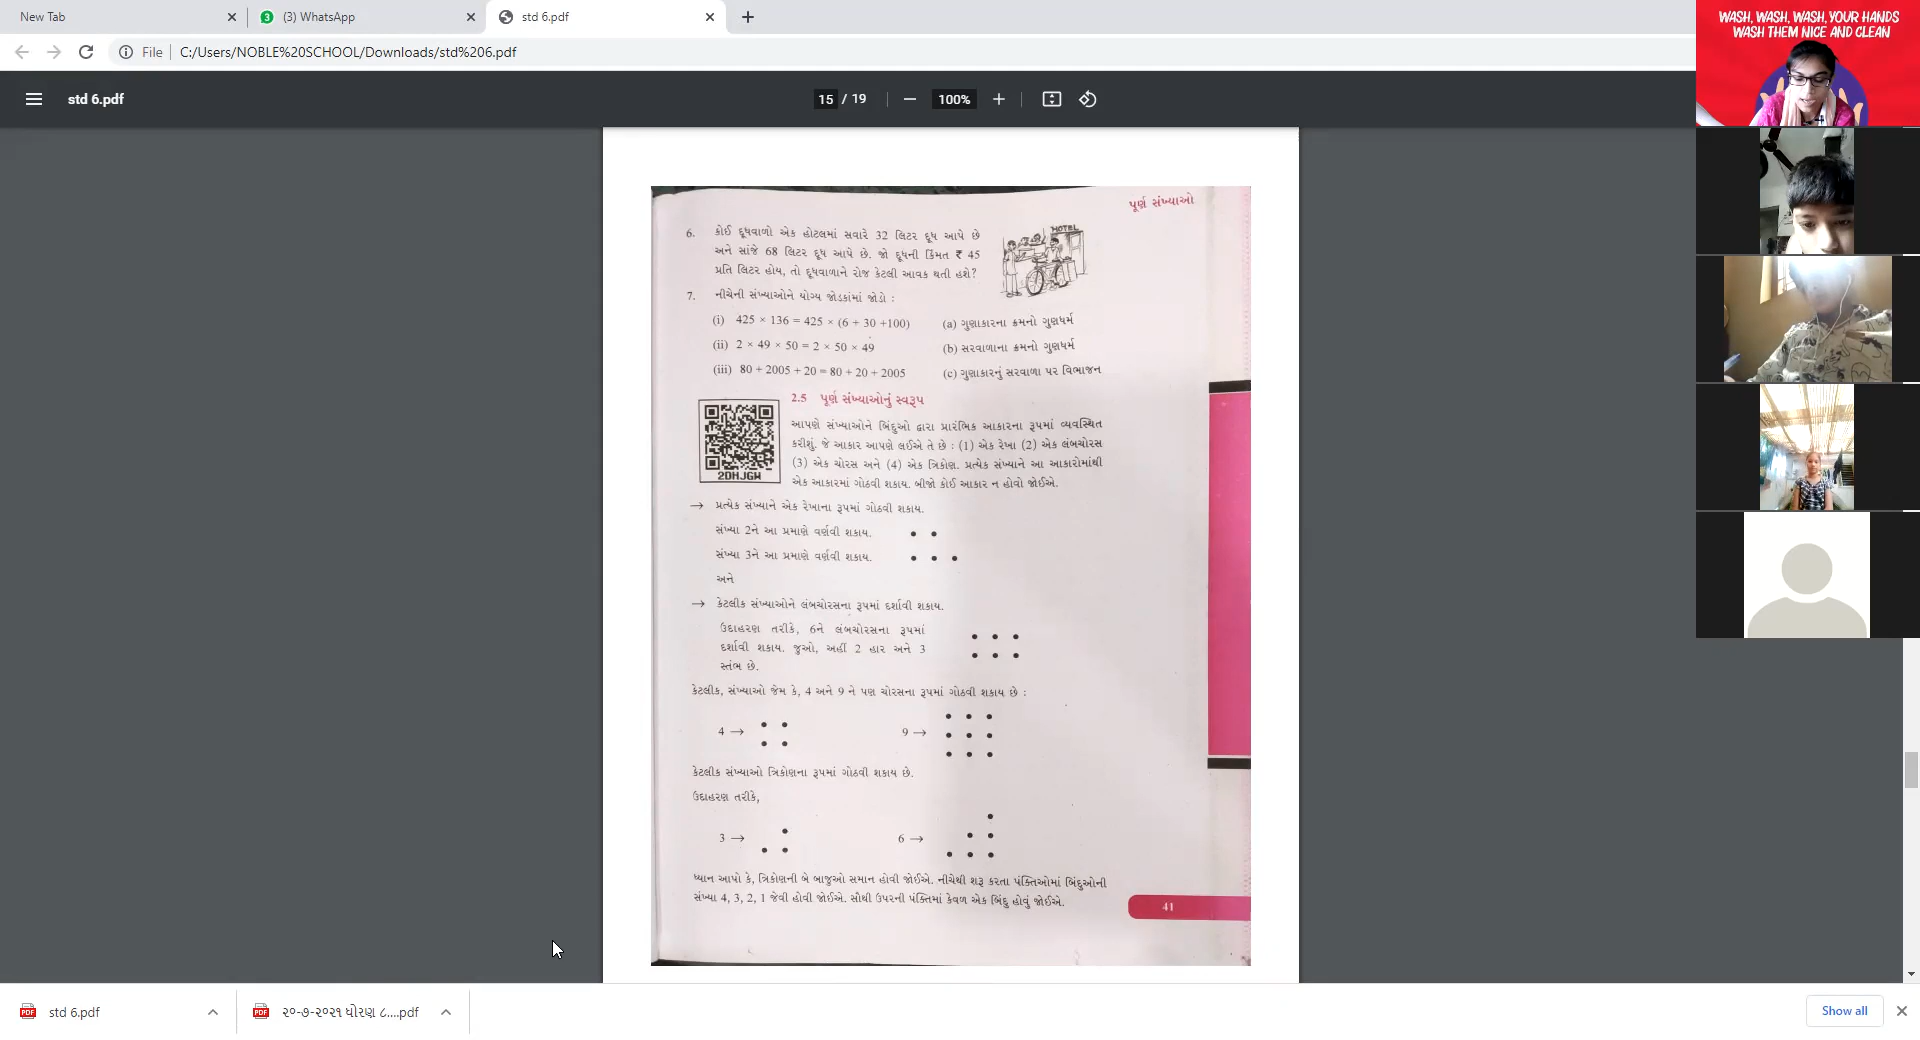 New Tab
(3) WhatsApp
std 6.pdf
File
C:/Users/NOBLE%20SCHOOL/Downloads/std%206.pdf
std 6.pdf
15 / 19
100%
WASH, WASH, WASH, YOUR HANDS
WASH THEM NICE AND CLEAN
પૂર્ણ સંખ્યાઓ
6. કોઈ દૂધવાળો એક હોટલમાં સવારે 32 લિટર દૂધ આપે છે
અને સાંજે 68 લિટર દૂધ આપે છે. જો દૂધની કિંમત ₹ 45
પ્રતિ લિટર હોય, તો દૂધવાળાને રોજ કેટલી આવક થતી હશે?
HOTEL
7. નીચેની સંખ્યાઓને યોગ્ય જોડકાંમાં જોડો :
(i) 425 × 136 = 425 × (6 + 30 +100) (a) ગુણાકારના ક્રમનો ગુણધર્મ
(ii) 2 × 49 × 50 = 2 × 50 × 49 (b) સરવાળાના ક્રમનો ગુણધર્મ
(iii) 80 + 2005 + 20 = 80 + 20 + 2005 (c) ગુણાકારનું સરવાળા પર વિભાજન
2.5 પૂર્ણ સંખ્યાઓનું સ્વરૂપ
આપણે સંખ્યાઓને બિંદુઓ દ્વારા પ્રારંભિક આકારના રૂપમાં વ્યવસ્થિત
કરીશું. જે આકાર આપણે લઈએ તે છે : (1) એક રેખા (2) એક લંબચોરસ
(3) એક ચોરસ અને (4) એક ત્રિકોણ. પ્રત્યેક સંખ્યાને આ આકારોમાંથી
એક આકારમાં ગોઠવી શકાય. બીજો કોઈ આકાર ન હોવો જોઈએ.
2DHJGW
→ પ્રત્યેક સંખ્યાને એક રેખાના રૂપમાં ગોઠવી શકાય.
સંખ્યા 2ને આ પ્રમાણે વર્ણવી શકાય.
સંખ્યા 3ને આ પ્રમાણે વર્ણવી શકાય.
અને
→ કેટલીક સંખ્યાઓને લંબચોરસના રૂપમાં દર્શાવી શકાય.
ઉદાહરણ તરીકે, 6ને લંબચોરસના રૂપમાં
દર્શાવી શકાય. જુઓ, અહીં 2 હાર અને 3
સ્તંભ છે.
કેટલીક, સંખ્યાઓ જેમ કે, 4 અને 9 ને પણ ચોરસના રૂપમાં ગોઠવી શકાય છે :
4 → 9 →
કેટલીક સંખ્યાઓ ત્રિકોણના રૂપમાં ગોઠવી શકાય છે.
ઉદાહરણ તરીકે,
3 → 6 →
ધ્યાન આપો કે, ત્રિકોણની બે બાજુઓ સમાન હોવી જોઈએ. નીચેથી શરૂ કરતા પંક્તિઓમાં બિંદુઓની
સંખ્યા 4, 3, 2, 1 જેવી હોવી જોઈએ. સૌથી ઉપરની પંક્તિમાં કેવળ એક બિંદુ હોવું જોઈએ.
41
std 6.pdf
૨૦-૭-૨૦૨૧ ધોરણ ૮....pdf
Show all